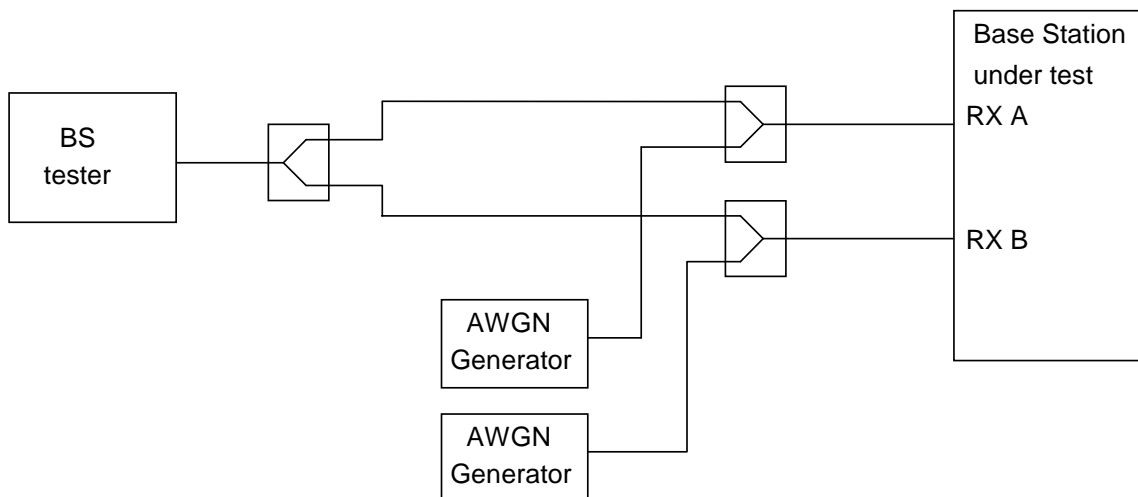 BS
tester
Base Station
under test
RX A
RX B
AWGN
Generator
AWGN
Generator